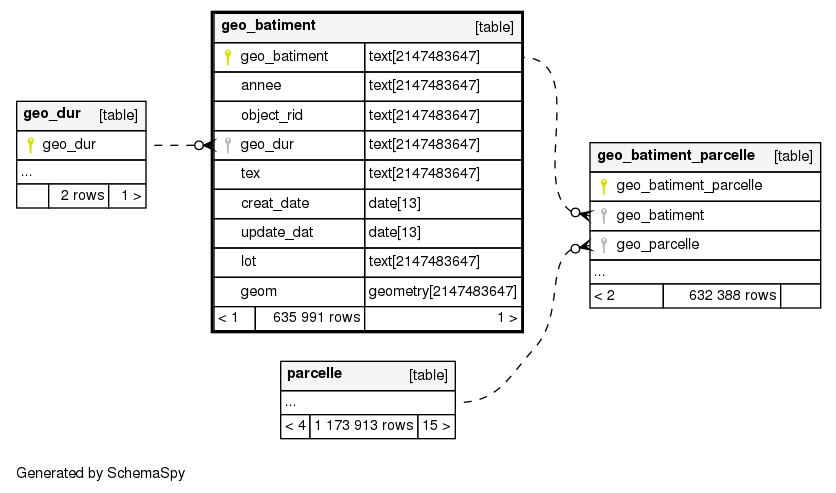 geo_batiment [table]
geo_batiment text[2147483647]
annee text[2147483647]
object_rid text[2147483647]
geo_dur text[2147483647]
tex text[2147483647]
creat_date date[13]
update_dat date[13]
lot text[2147483647]
geom geometry[2147483647]
< 1 635 991 rows 1 >
geo_dur [table]
geo_dur
...
2 rows 1 >
geo_batiment_parcelle [table]
geo_batiment_parcelle
geo_batiment
geo_parcelle
...
< 2 632 388 rows
parcelle [table]
...
< 4 1 173 913 rows 15 >
Generated by SchemaSpy